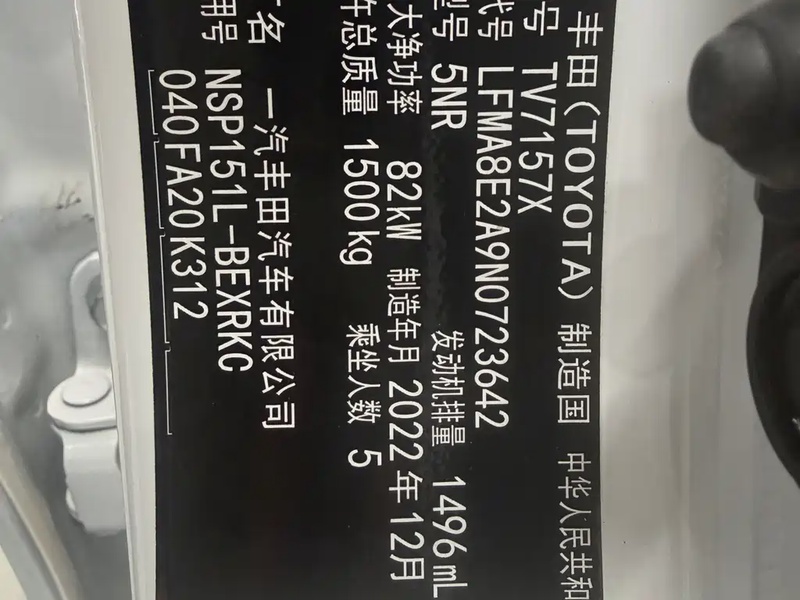 丰田(TOYOTA) 制造国 中华人民共和
号 TV7157X
代号 LFMA8E2A9N0723642
型号 5NR 发动机排量 1496mL
大净功率 82kW 制造年月 2022年12月
总质量 1500kg 乘坐人数 5
名 一汽丰田汽车有限公司
用号 NSP151L-BEXRKC
040FA20K312